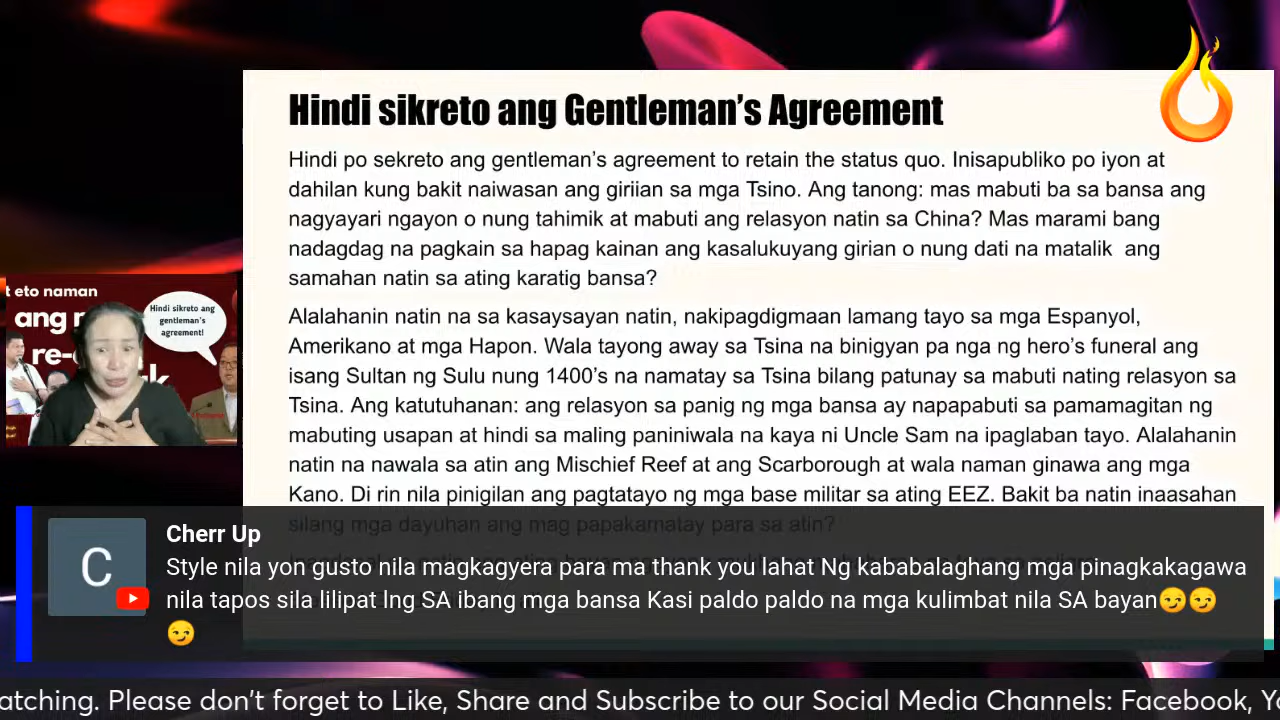 Hindi sikreto ang Gentleman's Agreement
Hindi po sekreto ang gentleman's agreement to retain the status quo. Inisapubliko po iyon at
dahilan kung bakit naiwasan ang giriian sa mga Tsino. Ang tanong: mas mabuti ba sa bansa ang
nagyayari ngayon o nung tahimik at mabuti ang relasyon natin sa China? Mas marami bang
nadagdag na pagkain sa hapag kainan ang kasalukuyang girian o nung dati na matalik ang
samahan natin sa ating karatig bansa?
Alalahanin natin na sa kasaysayan natin, nakipagdigmaan lamang tayo sa mga Espanyol,
Amerikano at mga Hapon. Wala tayong away sa Tsina na binigyan pa nga ng hero's funeral ang
isang Sultan ng Sulu nung 1400's na namatay sa Tsina bilang patunay sa mabuti nating relasyon sa
Tsina. Ang katutuhanan: ang relasyon sa panig ng mga bansa ay napapabuti sa pamamagitan ng
mabuting usapan at hindi sa maling paniniwala na kaya ni Uncle Sam na ipaglaban tayo. Alalahanin
natin na nawala sa atin ang Mischief Reef at ang Scarborough at wala naman ginawa ang mga
Kano. Di rin nila pinigilan ang pagtatayo ng mga base militar sa ating EEZ. Bakit ba natin inaasahan
silang mga dayuhan ang mag papakamatay para sa atin?
t eto naman
ang
re-
k
Hindi sikreto ang
gentleman's
agreement!
C
Cherr Up
Style nila yon gusto nila magkagyera para ma thank you lahat Ng kababalaghang mga pinagkakagawa
nila tapos sila lilipat Ing SA ibang mga bansa Kasi paldo paldo na mga kulimbat nila SA bayan😏😏
😏
atching. Please don't forget to Like, Share and Subscribe to our Social Media Channels: Facebook, Yo